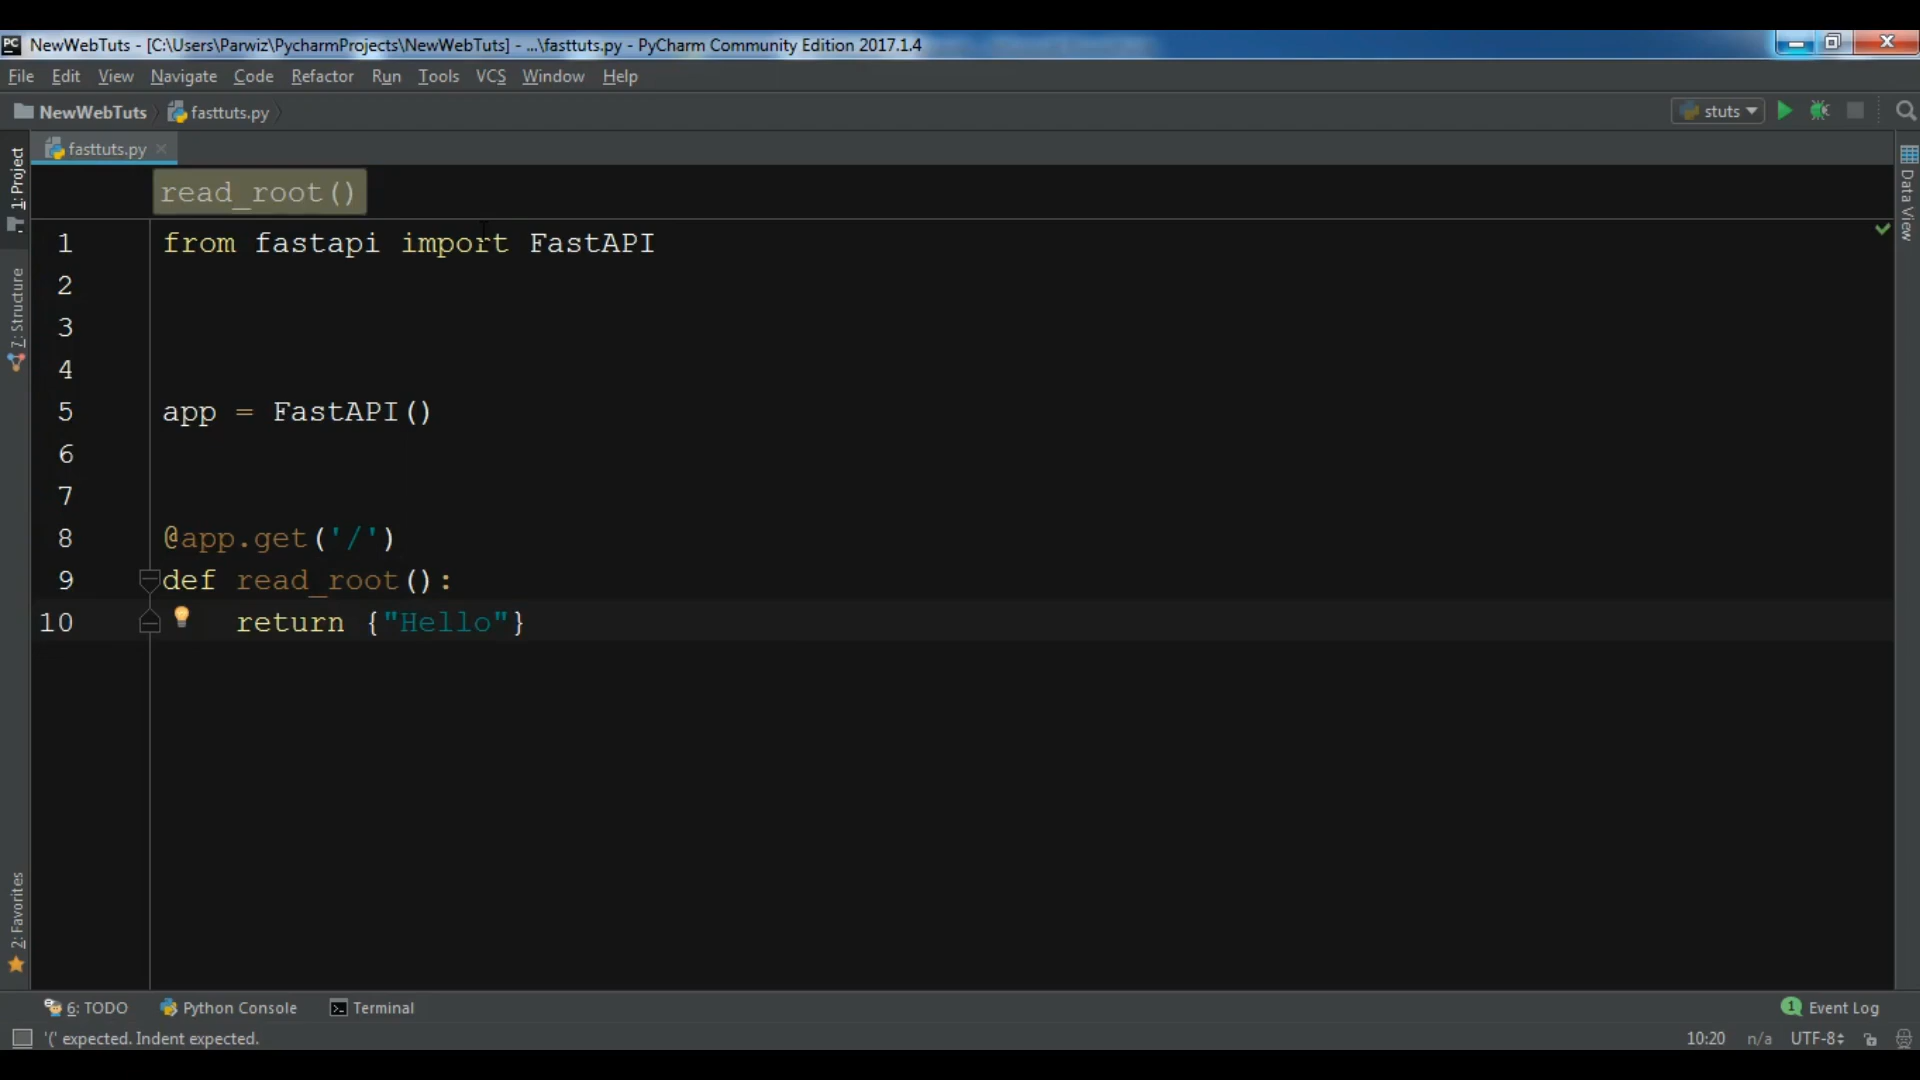 PC NewWebTuts - [C:\Users\Parwiz\PycharmProjects\NewWebTuts] - ...\fasttuts.py - PyCharm Community Edition 2017.1.4
File Edit View Navigate Code Refactor Run Tools VCS Window Help
NewWebTuts fasttuts.py stuts
fasttuts.py
1: Project
7: Structure
2: Favorites
Data View
read_root()
1 from fastapi import FastAPI
2
3
4
5 app = FastAPI()
6
7
8 @app.get('/')
9 def read_root():
10 return {"Hello"}
6: TODO Python Console Terminal 1 Event Log
'(' expected. Indent expected. 10:20 n/a UTF-8